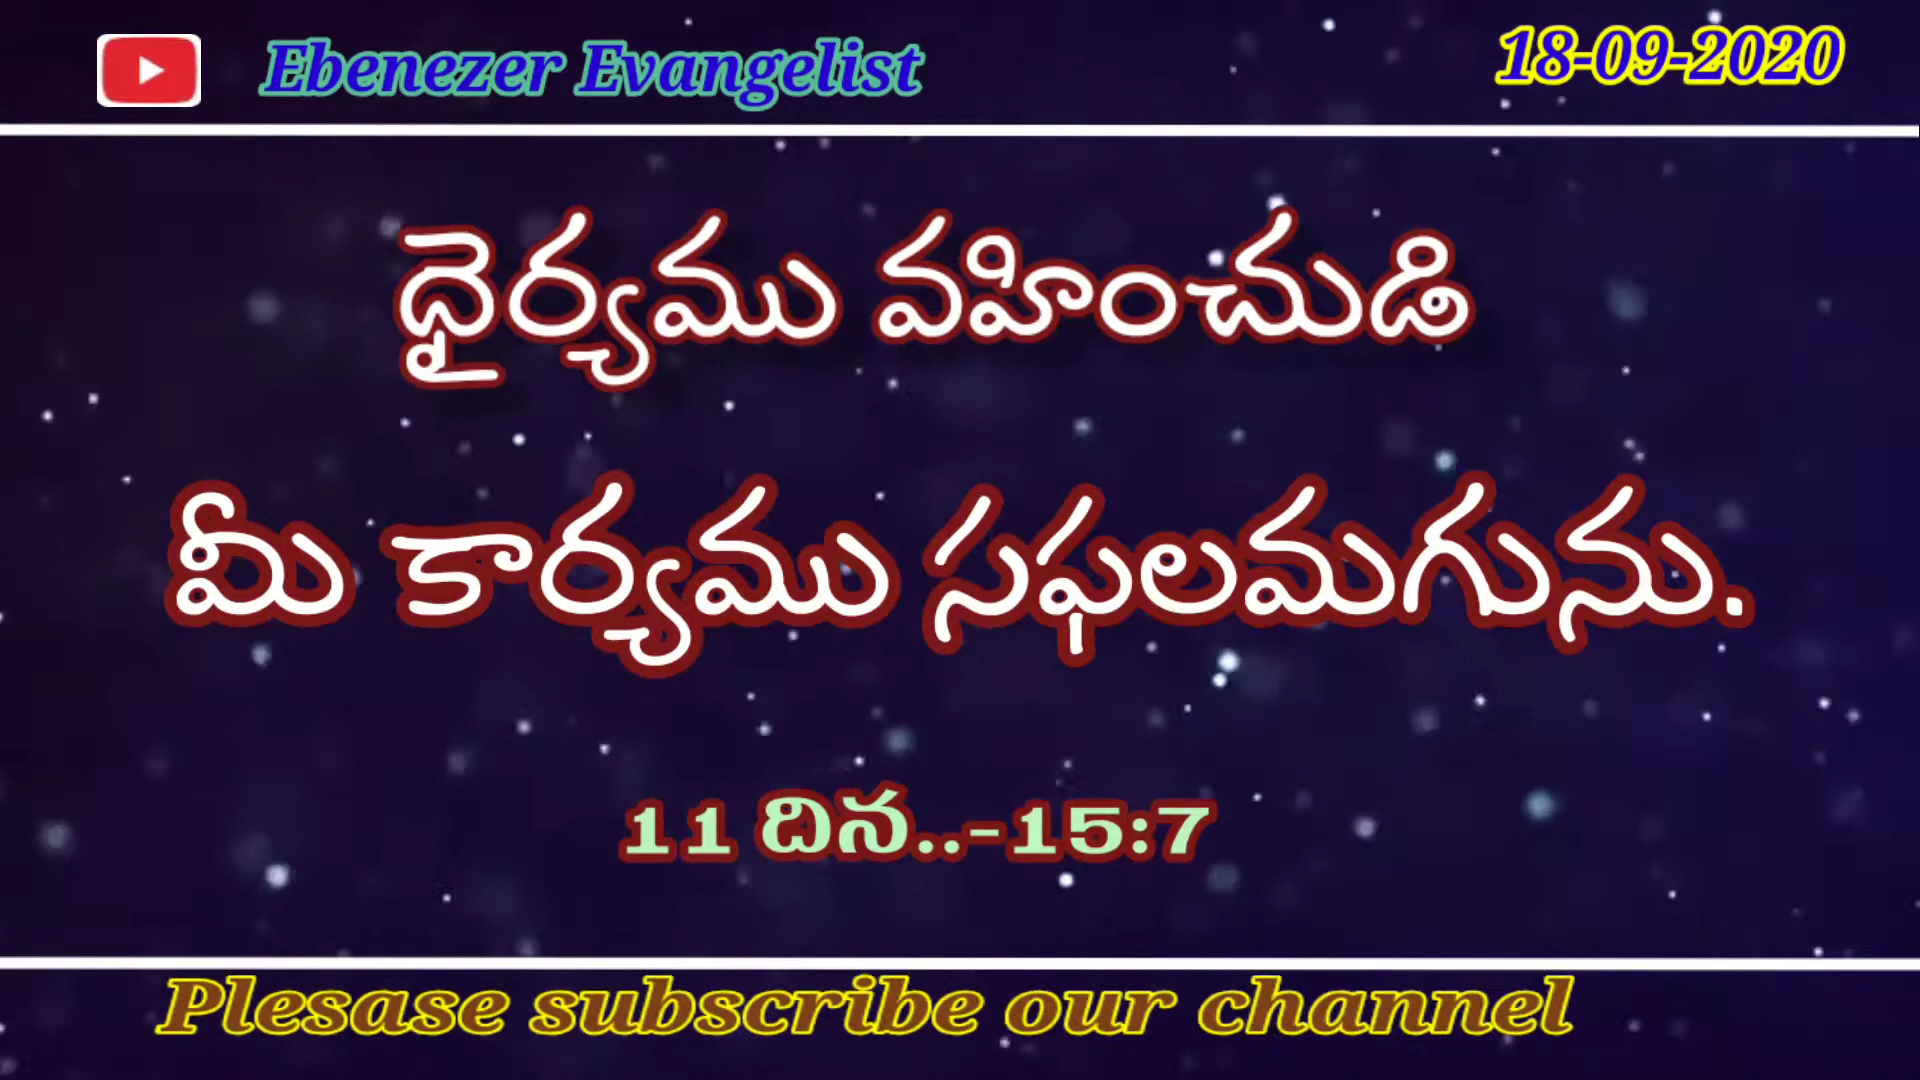 Ebenezer Evangelist
18-09-2020
ధైర్యము వహించుడి
మీ కార్యము సఫలమగును.
11 దిన..-15:7
Plesase subscribe our channel